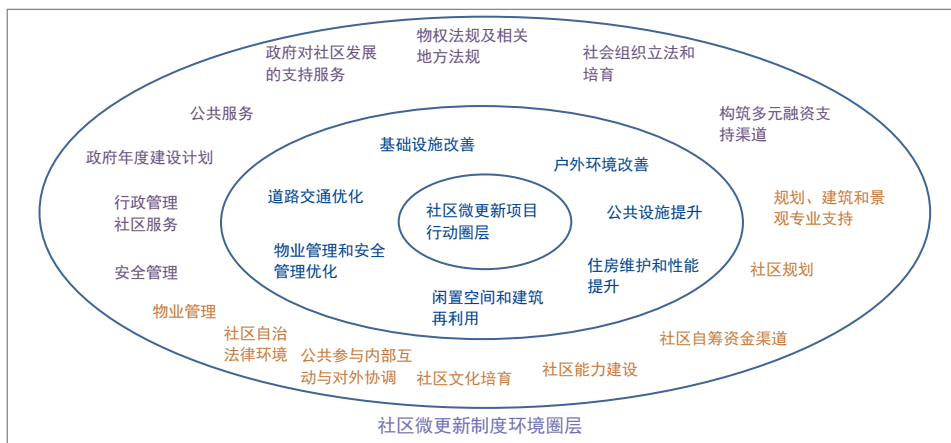 物权法规及相关
地方法规
政府对社区发展
的支持服务
社会组织立法和
培育
公共服务
构筑多元融资支
持渠道
基础设施改善
政府年度建设计划
户外环境改善
道路交通优化
行政管理
社区服务
社区微更新项目
行动圈层
公共设施提升
规划、建筑和景
观专业支持
物业管理和安全
管理优化
安全管理
住房维护和性能
提升
社区规划
闲置空间和建筑
再利用
物业管理
社区自治
法律环境
社区自筹资金渠道
公共参与内部互
动与对外协调
社区文化培育
社区能力建设
社区微更新制度环境圈层